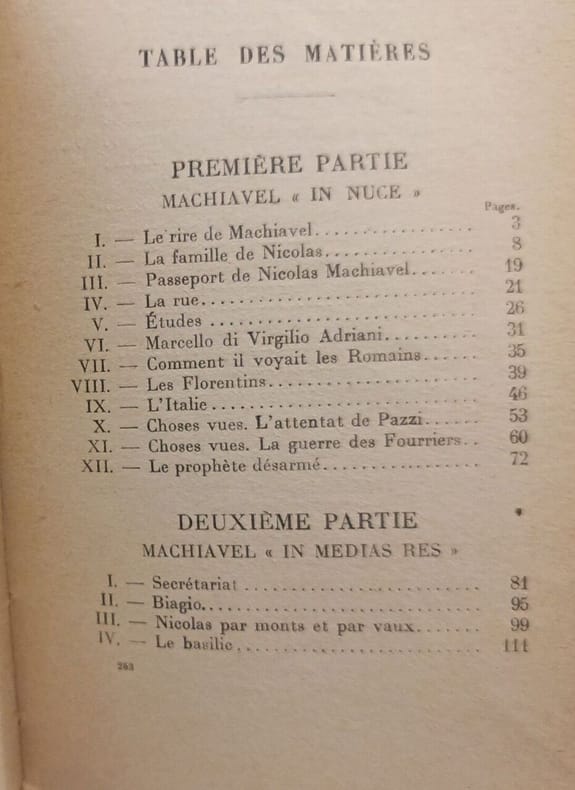 TABLE DES MATIÈRES
PREMIÈRE PARTIE
MACHIAVEL « IN NUCE »
Pages.
I. — Le rire de Machiavel.................. 3
II. — La famille de Nicolas................. 8
III. — Passeport de Nicolas Machiavel....... 19
IV. — La rue.............................. 21
V. — Études ............................. 26
VI. — Marcello di Virgilio Adriani.......... 31
VII. — Comment il voyait les Romains...... 35
VIII. — Les Florentins....................... 39
IX. — L'Italie ............................. 46
X. — Choses vues. L'attentat de Pazzi...... 53
XI. — Choses vues. La guerre des Fourriers.. 60
XII. — Le prophète désarmé................. 72
DEUXIÈME PARTIE
MACHIAVEL « IN MEDIAS RES »
I. — Secrétariat ......................... 81
II. — Biagio.............................. 95
III. — Nicolas par monts et par vaux....... 99
IV. — Le basilic.......................... 111
263